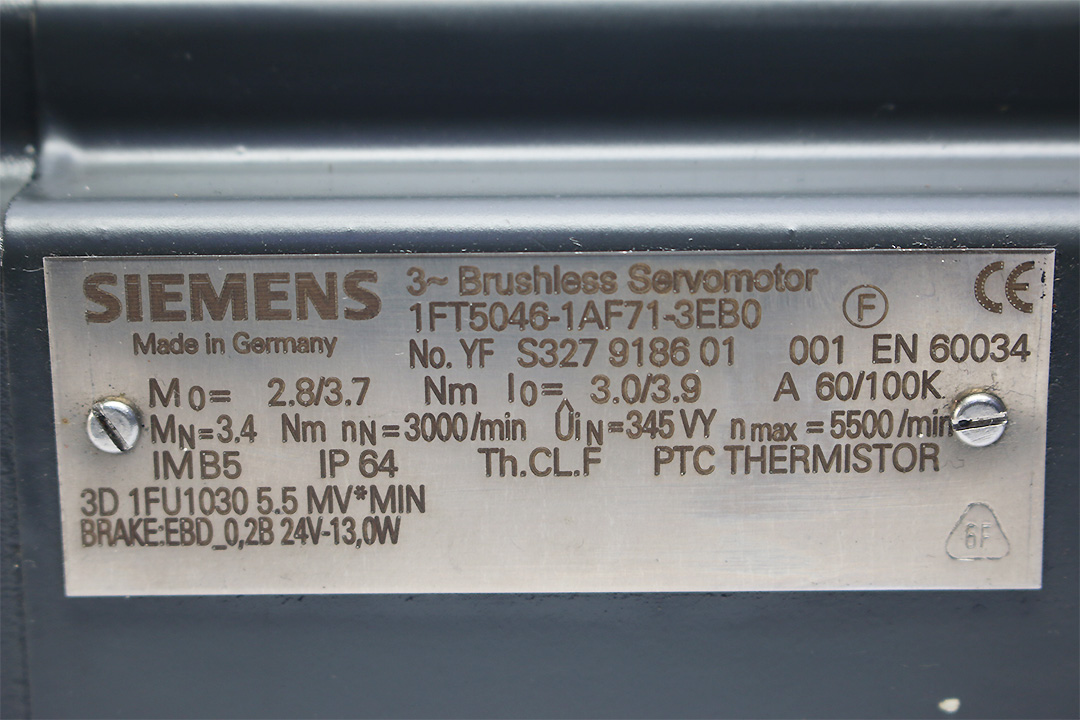 SIEMENS 3~ Brushless Servomotor CE
1FT5046-1AF71-3EB0 F
Made in Germany No. YF S327 9186 01 001 EN 60034
M0= 2.8/3.7 Nm I0= 3.0/3.9 A 60/100K
MN=3.4 Nm nN=3000/min ÛiN=345 VY nmax =5500/min
IM B5 IP 64 Th.CL.F PTC THERMISTOR
3D 1FU1030 5.5 MV*MIN
BRAKE:EBD_0,2B 24V-13,0W
6F